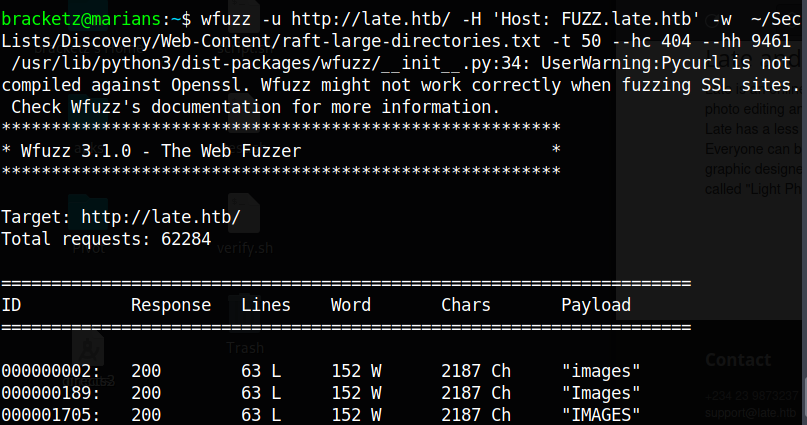 bracketz@marians:~$ wfuzz -u http://late.htb/ -H 'Host: FUZZ.late.htb' -w ~/Sec
Lists/Discovery/Web-Content/raft-large-directories.txt -t 50 --hc 404 --hh 9461
/usr/lib/python3/dist-packages/wfuzz/__init__.py:34: UserWarning:Pycurl is not
compiled against Openssl. Wfuzz might not work correctly when fuzzing SSL sites.
Check Wfuzz's documentation for more information.
********************************************************
* Wfuzz 3.1.0 - The Web Fuzzer *
********************************************************
Target: http://late.htb/
Total requests: 62284
=====================================================================
ID Response Lines Word Chars Payload
=====================================================================
000000002: 200 63 L 152 W 2187 Ch "images"
000000189: 200 63 L 152 W 2187 Ch "Images"
000001705: 200 63 L 152 W 2187 Ch "IMAGES"
photo editing
Late has a less
Everyone can b
graphic designe
called "Light Ph
verify.sh
Trash
Contact
+234 23 9873237
support@late.htb